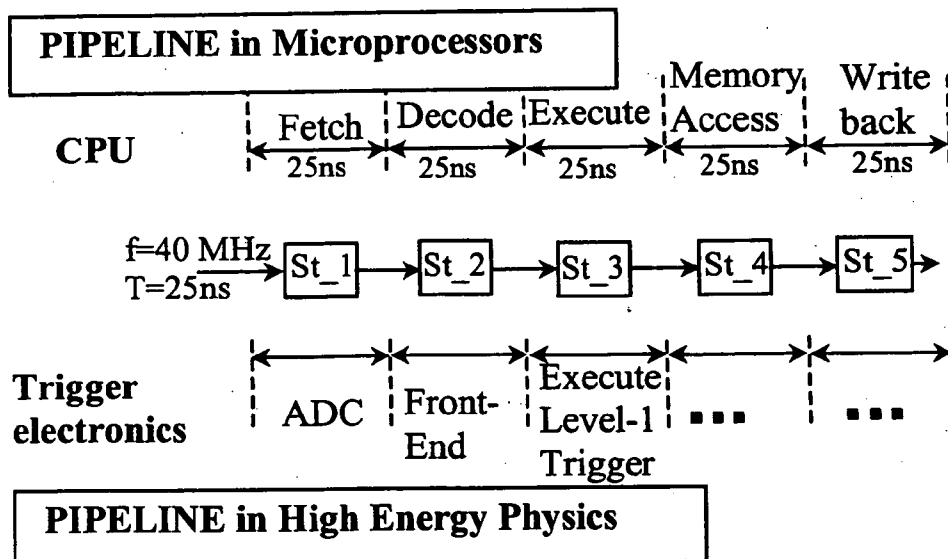 PIPELINE in Microprocessors
CPU
Fetch
Decode
Execute
Memory
Access
Write
back
25ns
25ns
25ns
25ns
25ns
f=40 MHz
T=25ns
St_1
St_2
St_3
St_4
St_5
Trigger
electronics
ADC
Front-
End
Execute
Level-1
Trigger
...
...
PIPELINE in High Energy Physics